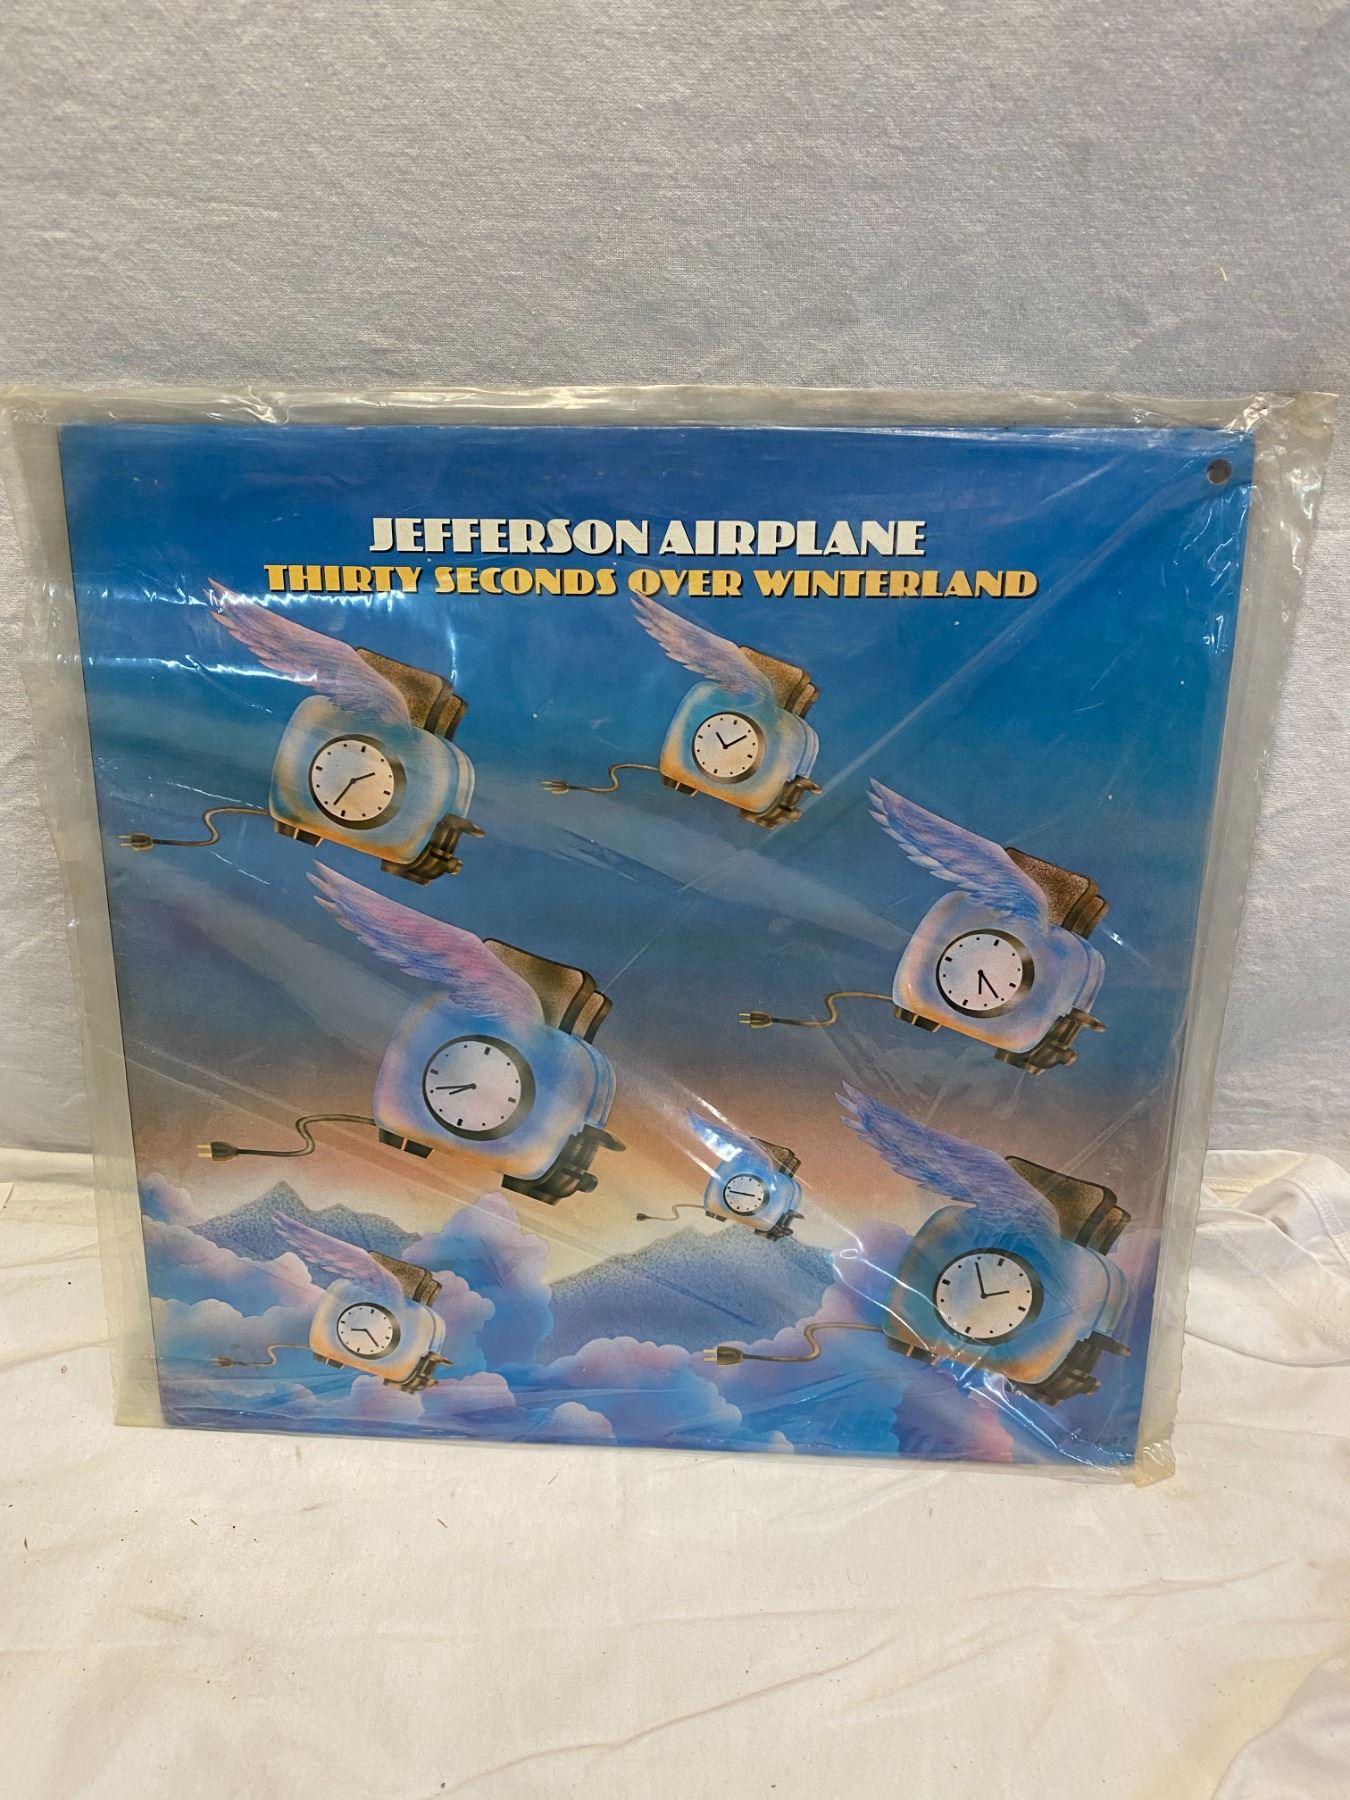 JEFFERSON AIRPLANE
THIRTY SECONDS OVER WINTERLAND